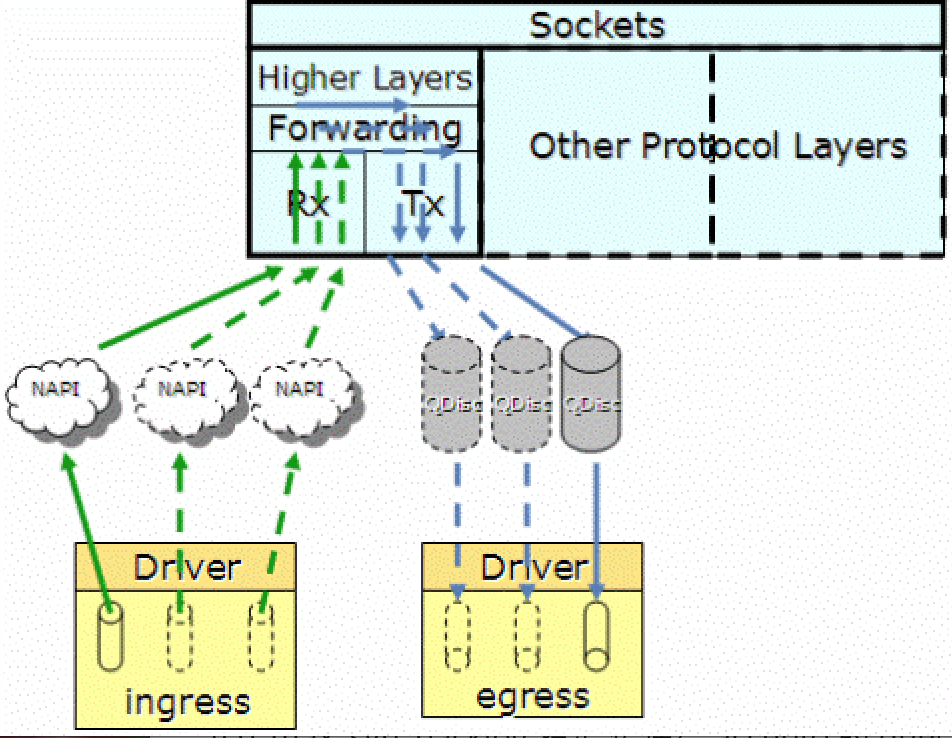 Sockets
Higher Layers
Forwarding
Other Protocol Layers
Rx
Tx
NAPI
NAPI
NAPI
QDisc
QDisc
QDisc
Driver
Driver
ingress
egress